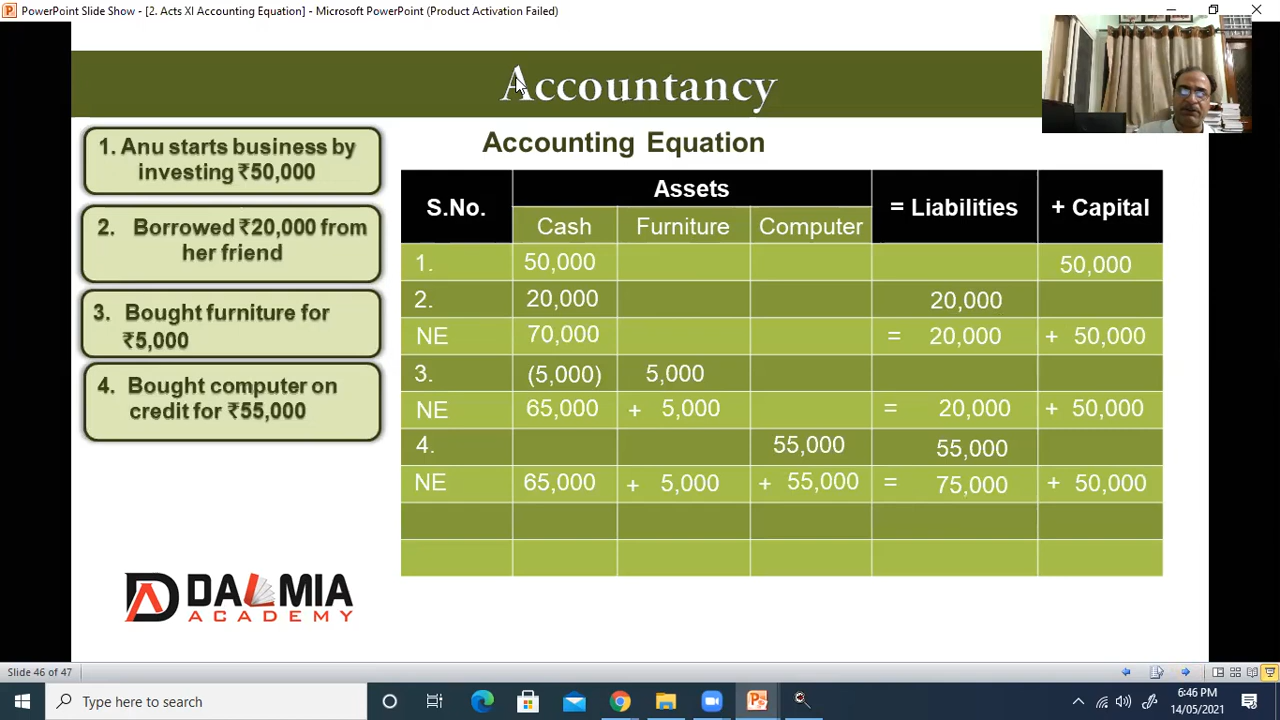 PowerPoint Slide Show - [2. Acts XI Accounting Equation] - Microsoft PowerPoint (Product Activation Failed)
Accountancy
Accounting Equation
1. Anu starts business by
investing ₹50,000
2. Borrowed ₹20,000 from
her friend
3. Bought furniture for
₹5,000
4. Bought computer on
credit for ₹55,000
S.No. Assets = Liabilities + Capital
Cash Furniture Computer
1. 50,000 50,000
2. 20,000 20,000
NE 70,000 = 20,000 + 50,000
3. (5,000) 5,000
NE 65,000 + 5,000 = 20,000 + 50,000
4. 55,000 55,000
NE 65,000 + 5,000 + 55,000 = 75,000 + 50,000
DALMIA
ACADEMY
Slide 46 of 47
Type here to search
6:46 PM
14/05/2021